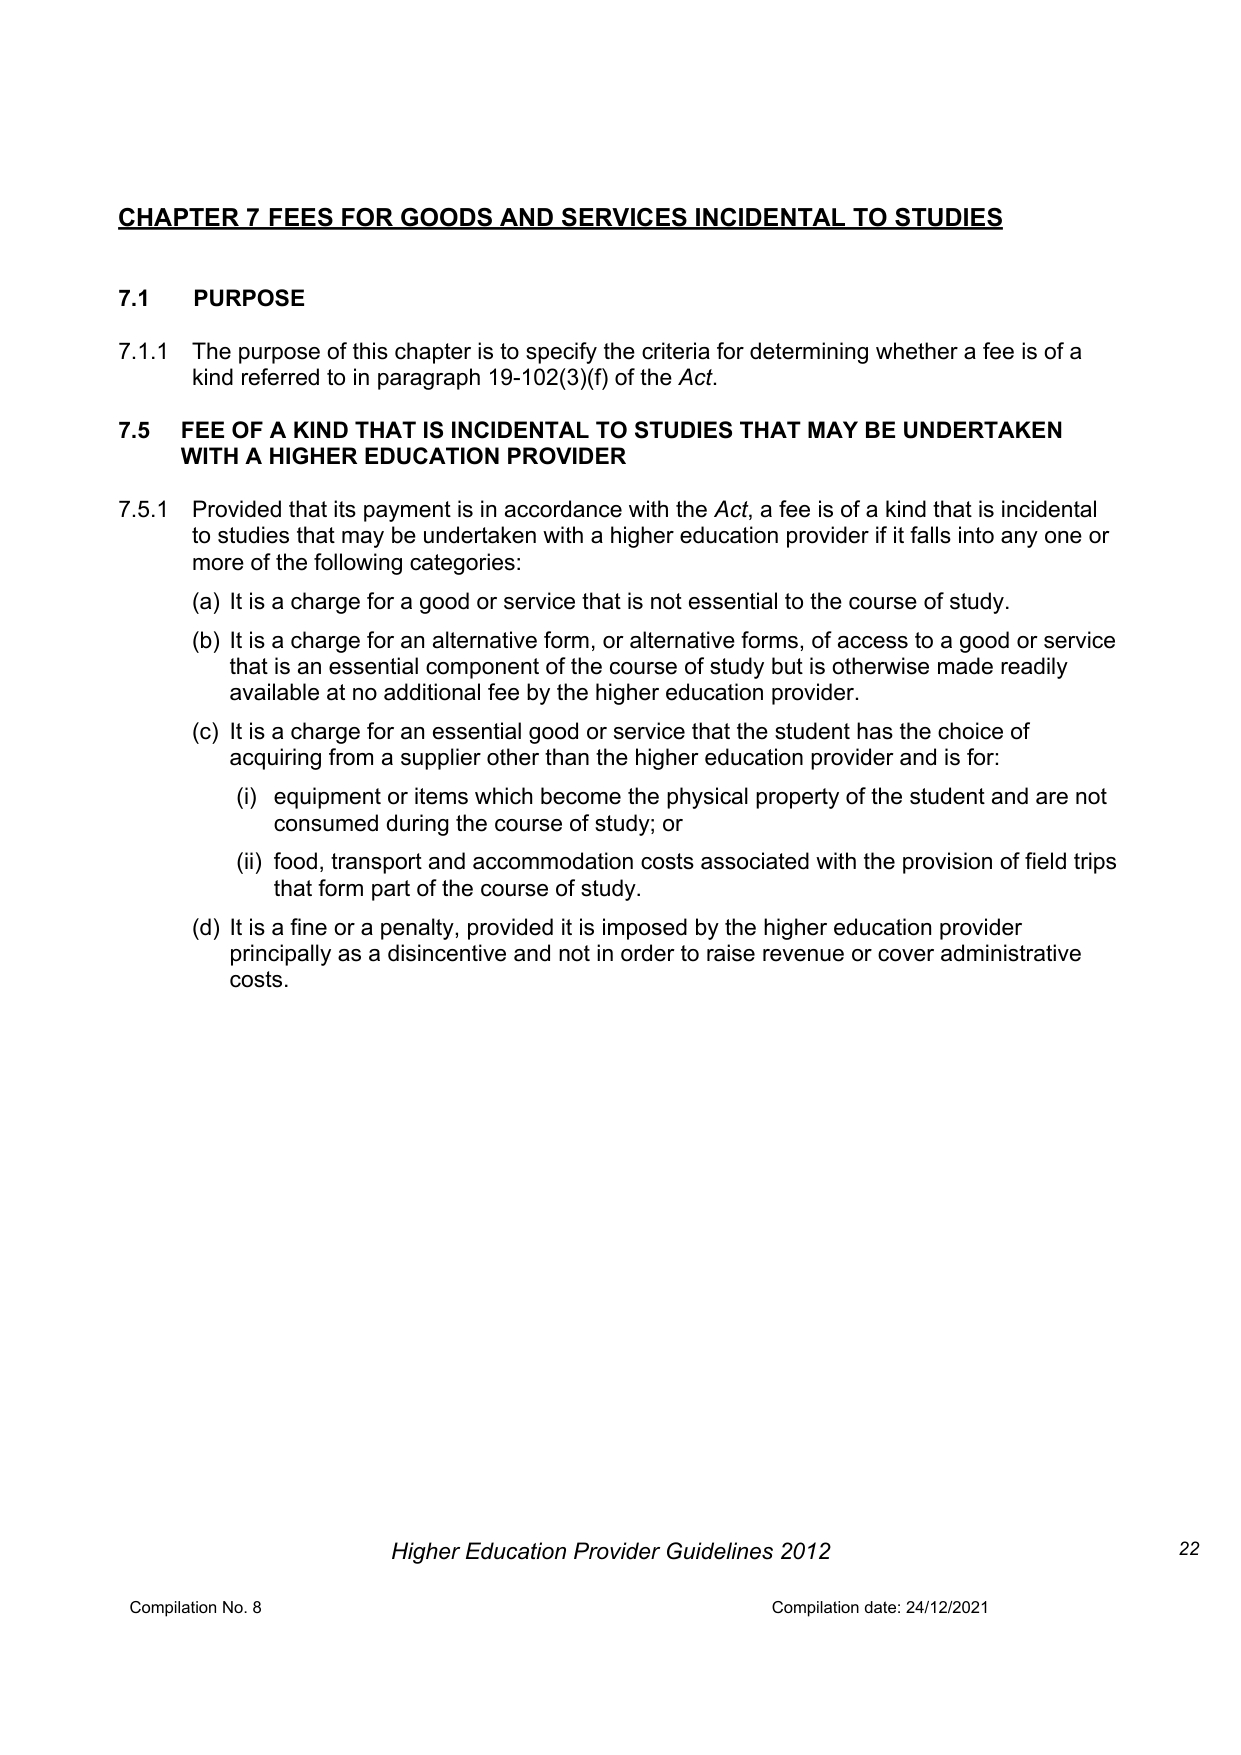 CHAPTER 7 FEES FOR GOODS AND SERVICES INCIDENTAL TO STUDIES
7.1 PURPOSE
7.1.1 The purpose of this chapter is to specify the criteria for determining whether a fee is of a
kind referred to in paragraph 19-102(3)(f) of the Act.
7.5 FEE OF A KIND THAT IS INCIDENTAL TO STUDIES THAT MAY BE UNDERTAKEN
WITH A HIGHER EDUCATION PROVIDER
7.5.1 Provided that its payment is in accordance with the Act, a fee is of a kind that is incidental
to studies that may be undertaken with a higher education provider if it falls into any one or
more of the following categories:
(a) It is a charge for a good or service that is not essential to the course of study.
(b) It is a charge for an alternative form, or alternative forms, of access to a good or service
that is an essential component of the course of study but is otherwise made readily
available at no additional fee by the higher education provider.
(c) It is a charge for an essential good or service that the student has the choice of
acquiring from a supplier other than the higher education provider and is for:
(i) equipment or items which become the physical property of the student and are not
consumed during the course of study; or
(ii) food, transport and accommodation costs associated with the provision of field trips
that form part of the course of study.
(d) It is a fine or a penalty, provided it is imposed by the higher education provider
principally as a disincentive and not in order to raise revenue or cover administrative
costs.
Higher Education Provider Guidelines 2012 22
Compilation No. 8 Compilation date: 24/12/2021